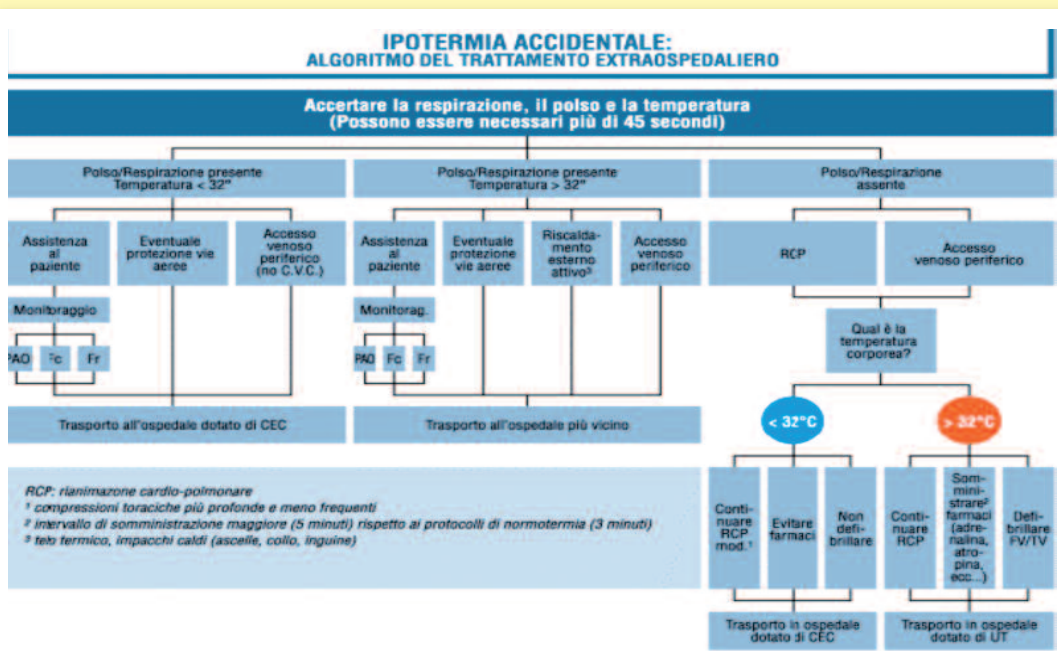 IPOTERMIA ACCIDENTALE:
ALGORITMO DEL TRATTAMENTO EXTRAOSPEDALIERO
Accertare la respirazione, il polso e la temperatura
(Possono essere necessari più di 45 secondi)
Polso/Respirazione presente
Temperatura < 32°
Polso/Respirazione presente
Temperatura > 32°
Polso/Respirazione
assente
Assistenza
al
paziente
Eventuale
protezione vie
aeree
Accesso
venoso
periferico
(no C.V.C.)
Assistenza
al
paziente
Eventuale
protezione
vie aeree
Riscalda-
mento
esterno
attivo³
Accesso
venoso
periferico
RCP
Accesso
venoso periferico
Monitoraggio
Monitorag.
PAO
Fc
Fr
PAO
Fc
Fr
Qual è la
temperatura
corporea?
Trasporto all'ospedale dotato di CEC
Trasporto all'ospedale più vicino
< 32°C
> 32°C
RCP: rianimazone cardio-polmonare
¹ compressioni toraciche più profonde e meno frequenti
² intervallo di somministrazione maggiore (5 minuti) rispetto ai protocolli di normotermia (3 minuti)
³ telo termico, impacchi caldi (ascelle, collo, inguine)
Conti-
nuare
RCP
mod.¹
Evitare
farmaci
Non
defi-
brillare
Conti-
nuare
RCP
Som-
mini-
strare²
farmaci
(adre-
nalina,
atro-
pina,
ecc...)
Defi-
brillare
FV/TV
Trasporto in ospedale
dotato di CEC
Trasporto in ospedale
dotato di UT